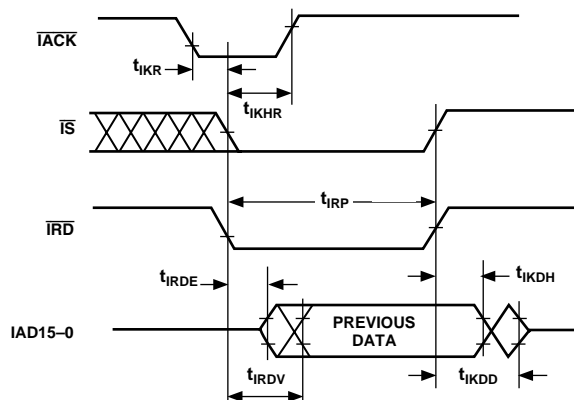 IACK
tIKR
tIKHR
IS
tIRP
IRD
tIRDE
tIKDH
IAD15–0
PREVIOUS
DATA
tIRDV
tIKDD